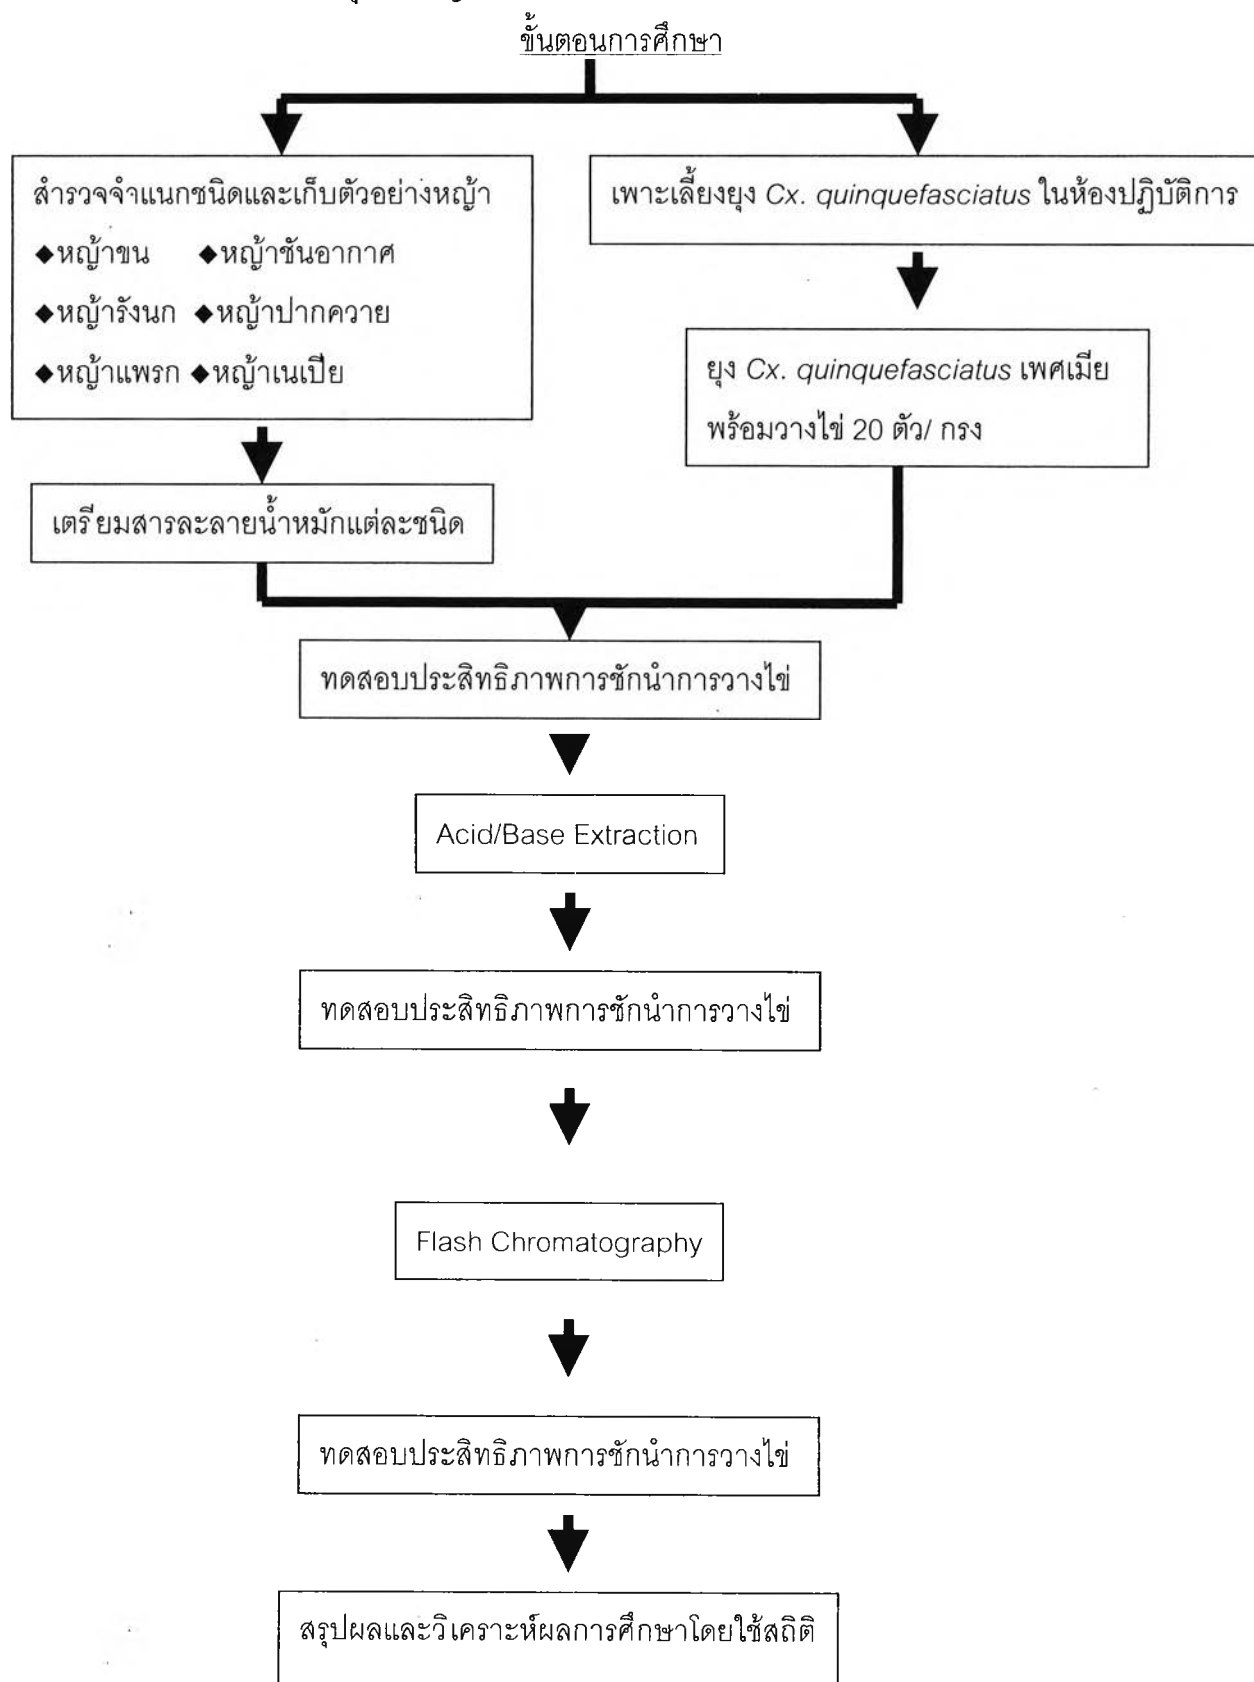 ขั้นตอนการศึกษา
สำรวจจำแนกชนิดและเก็บตัวอย่างหญ้า
◆หญ้าขน ◆หญ้าชันอากาศ
◆หญ้ารังนก ◆หญ้าปากควาย
◆หญ้าแพรก ◆หญ้าเนเปีย
เตรียมสารละลายน้ำหมักแต่ละชนิด
เพาะเลี้ยงยุง Cx. quinquefasciatus ในห้องปฏิบัติการ
ยุง Cx. quinquefasciatus เพศเมีย
พร้อมวางไข่ 20 ตัว/ กรง
ทดสอบประสิทธิภาพการชักนำการวางไข่
Acid/Base Extraction
ทดสอบประสิทธิภาพการชักนำการวางไข่
Flash Chromatography
ทดสอบประสิทธิภาพการชักนำการวางไข่
สรุปผลและวิเคราะห์ผลการศึกษาโดยใช้สถิติ